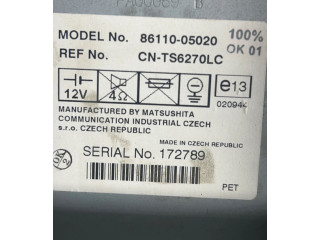 MODEL No. 86110-05020 100%
REF No. CN-TS6270LC OK 01
12V 4Ω e13
MANUFACTURED BY MATSUSHITA
COMMUNICATION INDUSTRIAL CZECH
s.r.o. CZECH REPUBLIC
MADE IN CZECH REPUBLIC
SERIAL No. 172789
PET